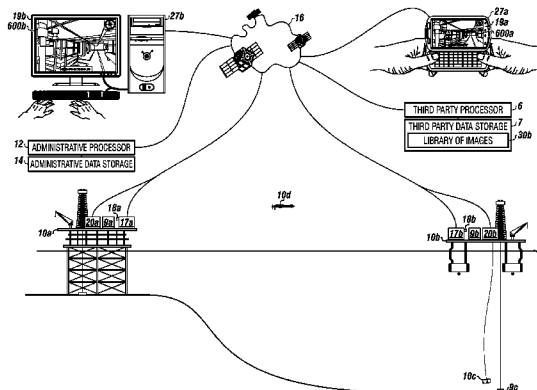 19b
600b
27b
16
27a
19a
600a
THIRD PARTY PROCESSOR
6
THIRD PARTY DATA STORAGE
7
LIBRARY OF IMAGES
30b
12
ADMINISTRATIVE PROCESSOR
14
ADMINISTRATIVE DATA STORAGE
10d
18a
20a
9a
17a
10a
18b
17b
9b
20b
10b
10c
9c